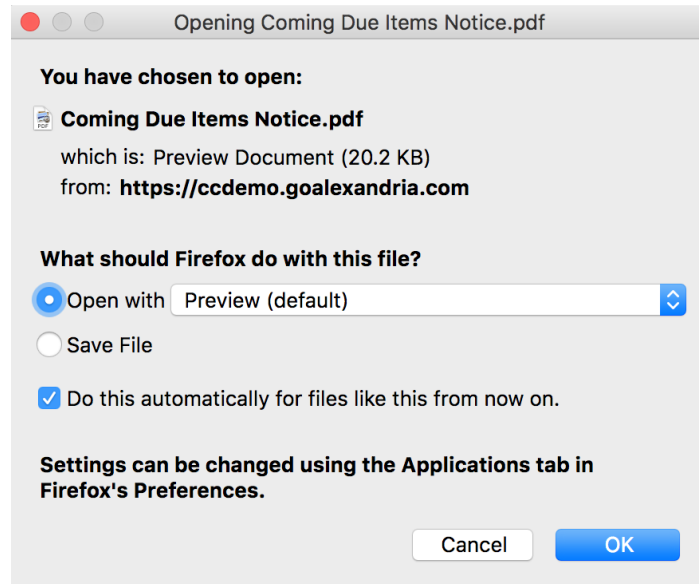 Opening Coming Due Items Notice.pdf
You have chosen to open:
Coming Due Items Notice.pdf
which is: Preview Document (20.2 KB)
from: https://ccdemo.goalexandria.com
What should Firefox do with this file?
Open with Preview (default)
Save File
Do this automatically for files like this from now on.
Settings can be changed using the Applications tab in
Firefox's Preferences.
Cancel OK